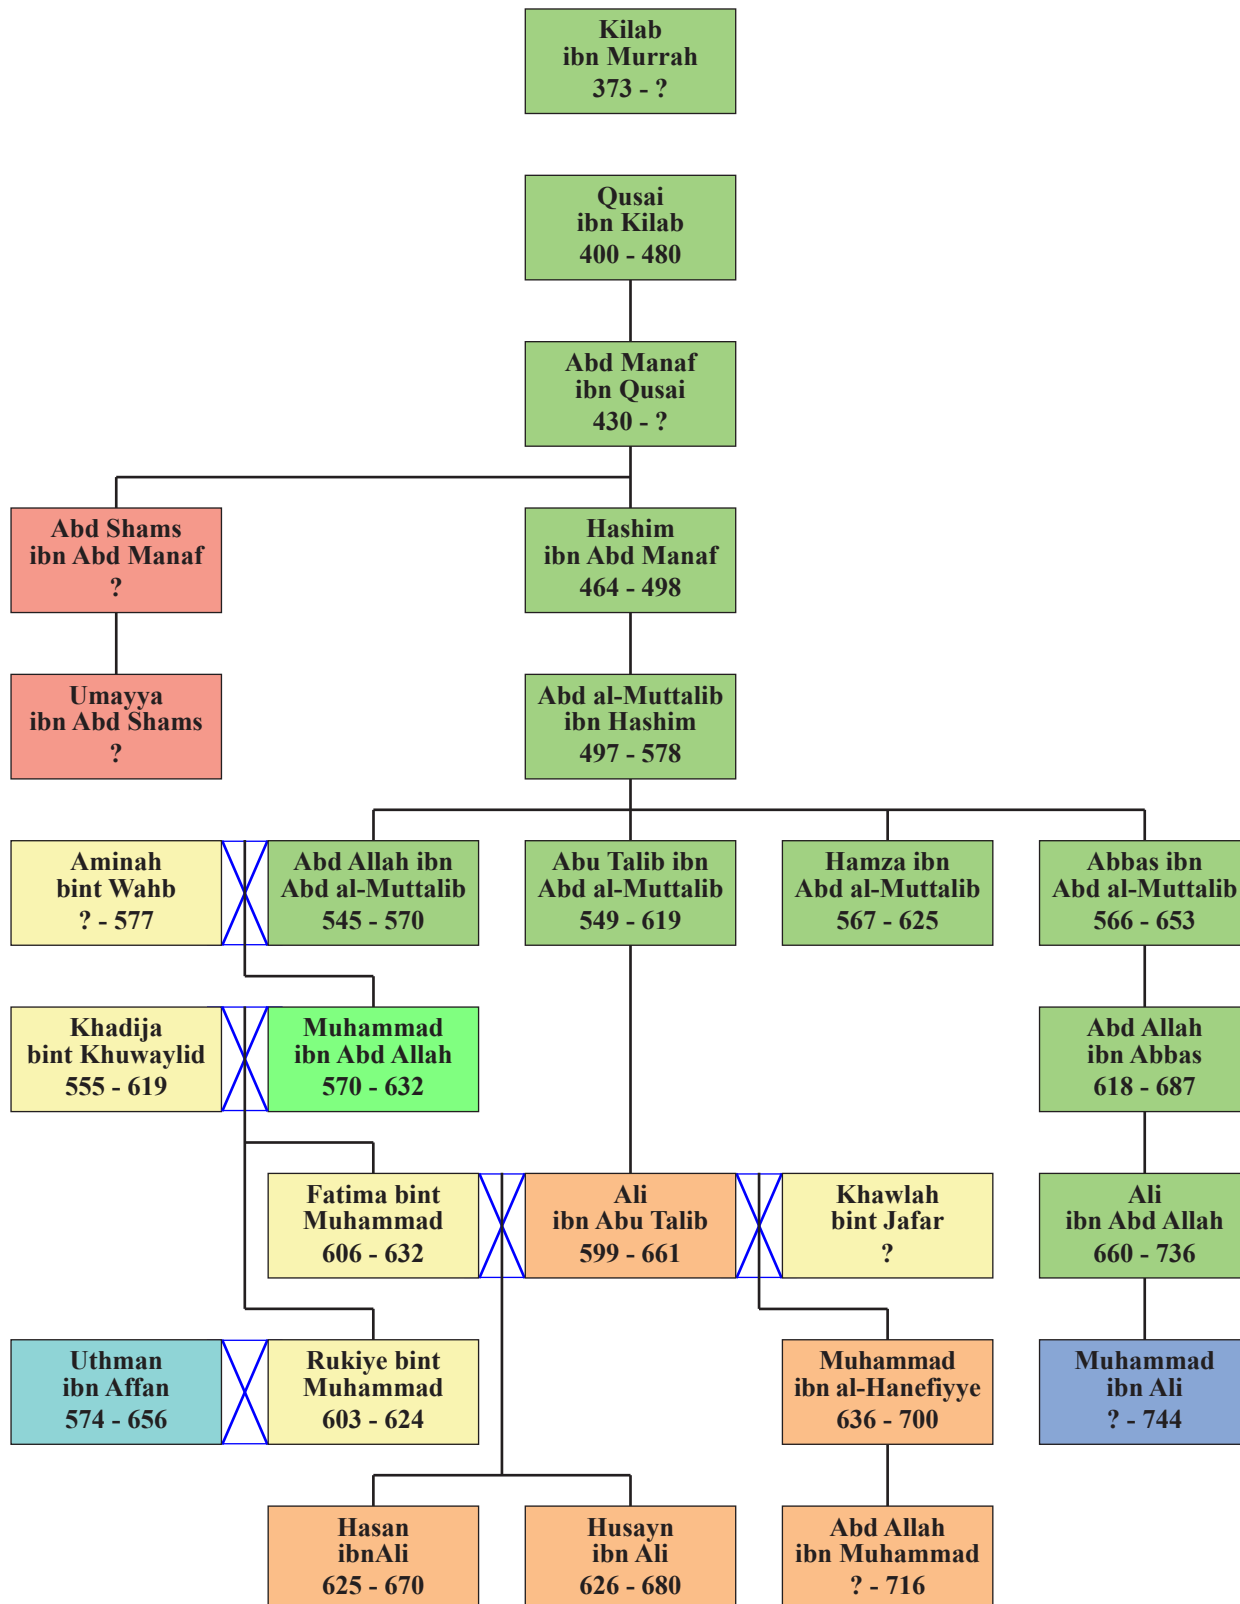 Kilab
ibn Murrah
373 - ?
Qusai
ibn Kilab
400 - 480
Abd Manaf
ibn Qusai
430 - ?
Abd Shams
ibn Abd Manaf
?
Hashim
ibn Abd Manaf
464 - 498
Umayya
ibn Abd Shams
?
Abd al-Muttalib
ibn Hashim
497 - 578
Aminah
bint Wahb
? - 577
Abd Allah ibn
Abd al-Muttalib
545 - 570
Abu Talib ibn
Abd al-Muttalib
549 - 619
Hamza ibn
Abd al-Muttalib
567 - 625
Abbas ibn
Abd al-Muttalib
566 - 653
Khadija
bint Khuwaylid
555 - 619
Muhammad
ibn Abd Allah
570 - 632
Abd Allah
ibn Abbas
618 - 687
Fatima bint
Muhammad
606 - 632
Ali
ibn Abu Talib
599 - 661
Khawlah
bint Jafar
?
Ali
ibn Abd Allah
660 - 736
Uthman
ibn Affan
574 - 656
Rukiye bint
Muhammad
603 - 624
Muhammad
ibn al-Hanefiyye
636 - 700
Muhammad
ibn Ali
? - 744
Hasan
ibnAli
625 - 670
Husayn
ibn Ali
626 - 680
Abd Allah
ibn Muhammad
? - 716